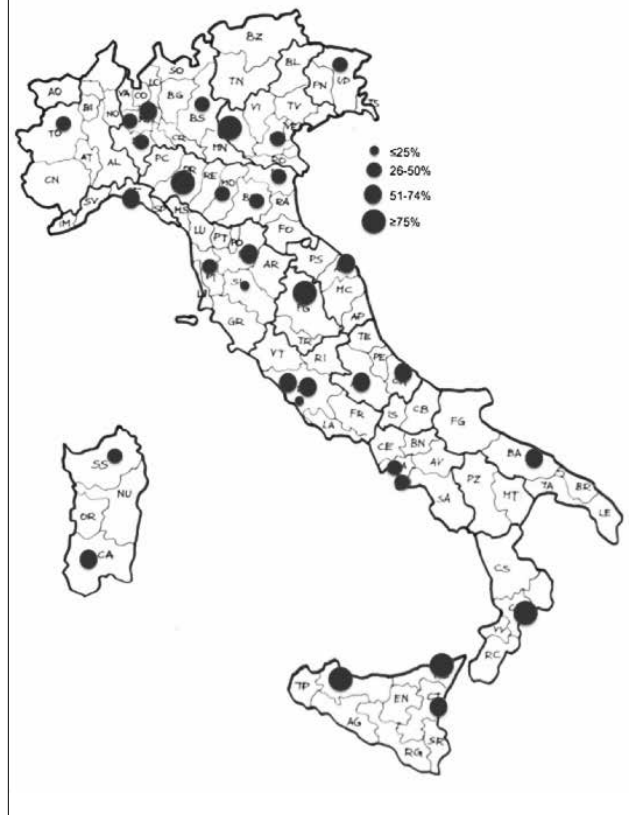 BZ
SO
BL
AO
VA
CO
LC
TN
FN
UD
BI
NO
BG
BS
VI
TV
TS
TO
CR
MN
AT
AL
PC
RO
CN
RE
MO
RA
SV
SP
MS
IM
FO
LU
PT
PO
PS
AR
MC
SI
AP
GR
TR
TE
VT
RI
PE
FR
IS
CB
LA
FG
CE
BN
BA
AV
SA
PZ
MT
TA
BR
LE
SS
NU
OR
CA
CS
VV
RC
TP
EN
AG
CT
SR
RG
≤25%
26-50%
51-74%
≥75%